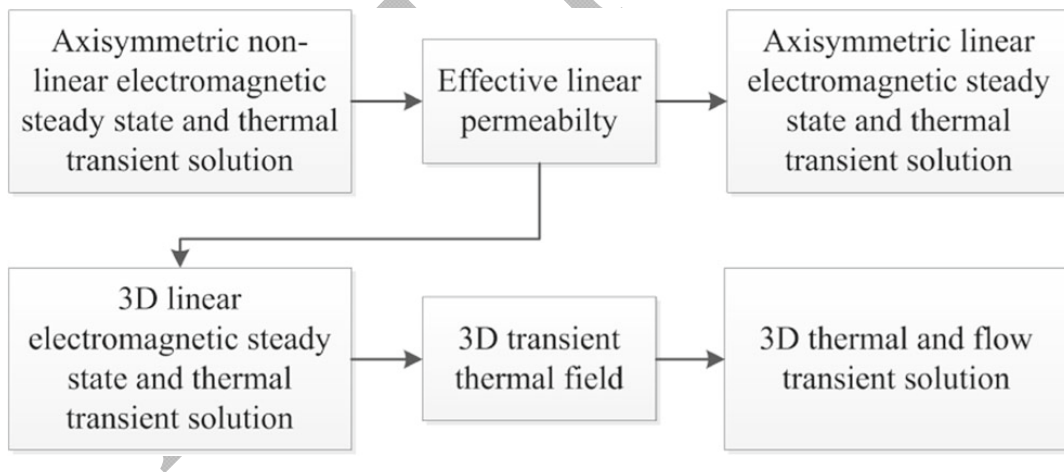 Axisymmetric non-
linear electromagnetic
steady state and thermal
transient solution
Effective linear
permeabilty
Axisymmetric linear
electromagnetic steady
state and thermal
transient solution
3D linear
electromagnetic steady
state and thermal
transient solution
3D transient
thermal field
3D thermal and flow
transient solution